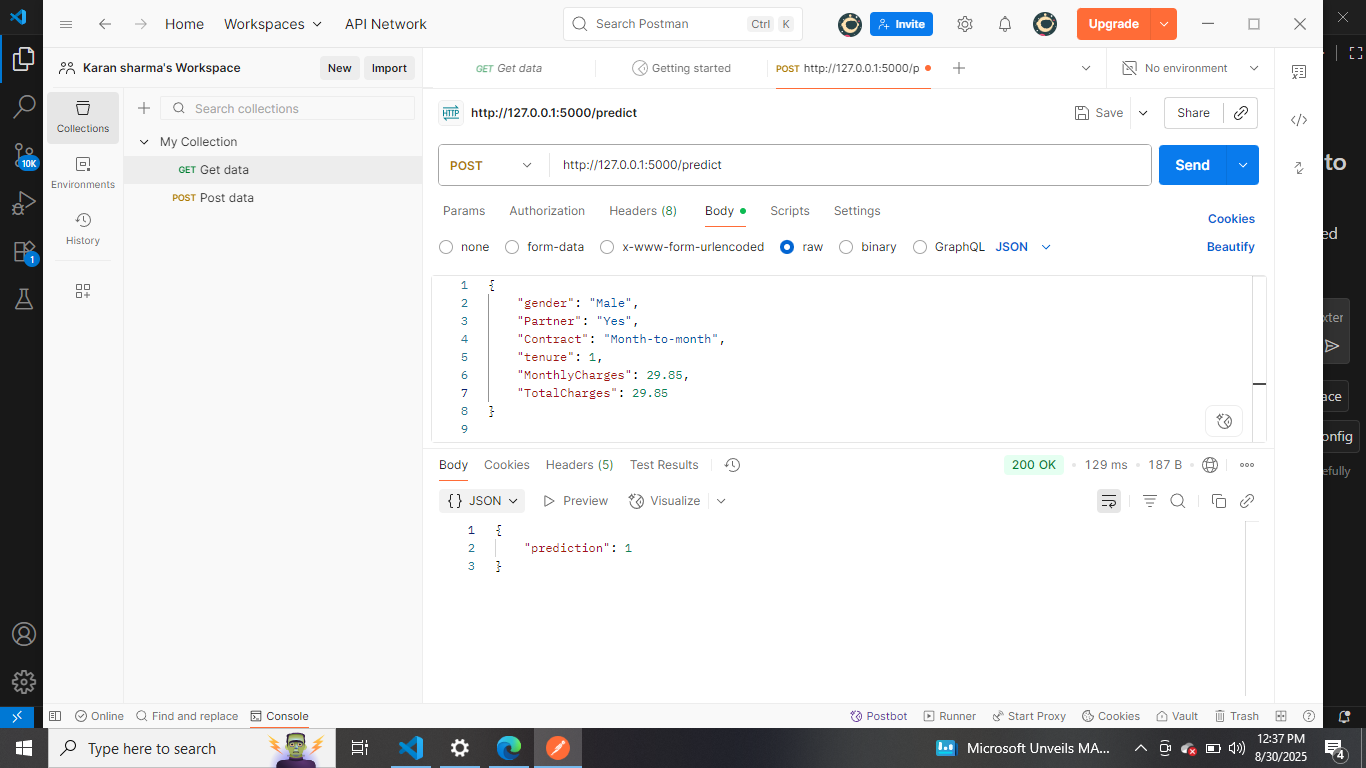 Home Workspaces API Network Search Postman Ctrl K Invite Upgrade
Karan sharma's Workspace New Import GET Get data Getting started POST http://127.0.0.1:5000/p No environment
Collections
Search collections
HTTP http://127.0.0.1:5000/predict Save Share
My Collection
GET Get data
POST Post data
Environments
History
10K
1
POST http://127.0.0.1:5000/predict Send
Params Authorization Headers (8) Body Scripts Settings Cookies
none form-data x-www-form-urlencoded raw binary GraphQL JSON Beautify
1 {
2 "gender": "Male",
3 "Partner": "Yes",
4 "Contract": "Month-to-month",
5 "tenure": 1,
6 "MonthlyCharges": 29.85,
7 "TotalCharges": 29.85
8 }
9
Body Cookies Headers (5) Test Results 200 OK 129 ms 187 B
{} JSON Preview Visualize
1 {
2 "prediction": 1
3 }
to
ed
xter
ace
onfig
efully
Online Find and replace Console Postbot Runner Start Proxy Cookies Vault Trash
Type here to search Microsoft Unveils MA... 12:37 PM
8/30/2025
4